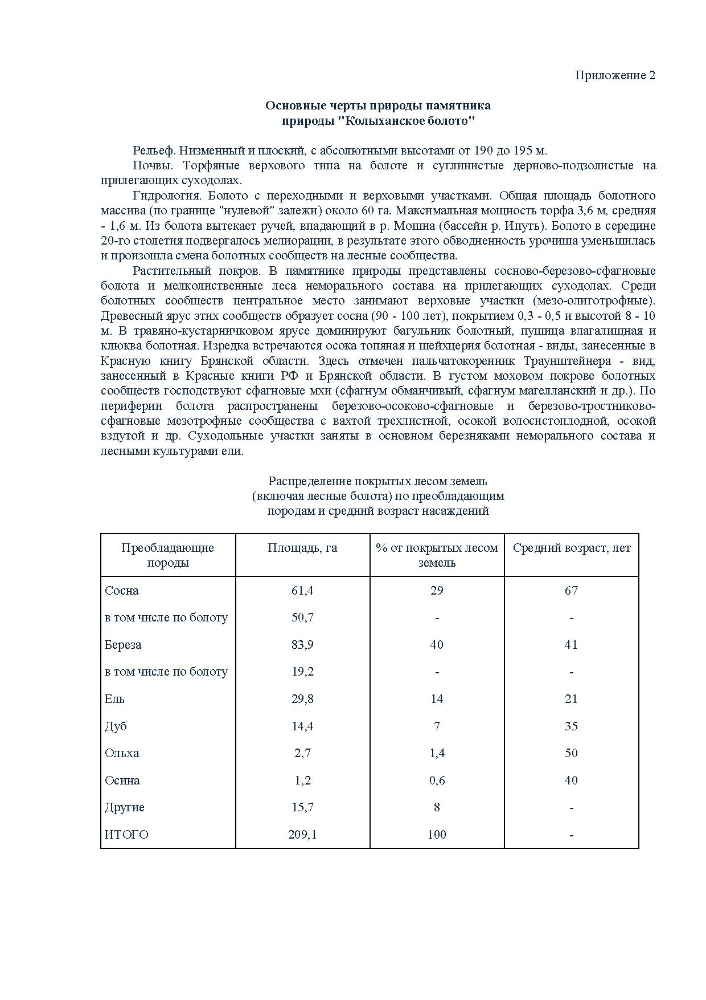 Приложение 2
Основные черты природы памятника
природы "Колыханское болото"
Рельеф. Низменный и плоский, с абсолютными высотами от 190 до 195 м.
Почвы. Торфяные верхового типа на болоте и суглинистые дерново-подзолистые на
прилегающих суходолах.
Гидрология. Болото с переходными и верховыми участками. Общая площадь болотного
массива (по границе "нулевой" залежи) около 60 га. Максимальная мощность торфа 3,6 м, средняя
- 1,6 м. Из болота вытекает ручей, впадающий в р. Мошна (бассейн р. Ипуть). Болото в середине
20-го столетия подвергалось мелиорации, в результате этого обводненность урочища уменьшилась
и произошла смена болотных сообществ на лесные сообщества.
Растительный покров. В памятнике природы представлены сосново-березово-сфагновые
болота и мелколиственные леса неморального состава на прилегающих суходолах. Среди
болотных сообществ центральное место занимают верховые участки (мезо-олиготрофные).
Древесный ярус этих сообществ образует сосна (90 - 100 лет), покрытием 0,3 - 0,5 и высотой 8 - 10
м. В травяно-кустарничковом ярусе доминируют багульник болотный, пушица влагалищная и
клюква болотная. Изредка встречаются осока топяная и шейхцерия болотная - виды, занесенные в
Красную книгу Брянской области. Здесь отмечен пальчатокоренник Траунштейнера - вид,
занесенный в Красные книги РФ и Брянской области. В густом моховом покрове болотных
сообществ господствуют сфагновые мхи (сфагнум обманчивый, сфагнум магелланский и др.). По
периферии болота распространены березово-осоково-сфагновые и березово-тростниково-
сфагновые мезотрофные сообщества с вахтой трехлистной, осокой волосистоплодной, осокой
вздутой и др. Суходольные участки заняты в основном березняками неморального состава и
лесными культурами ели.
Распределение покрытых лесом земель
(включая лесные болота) по преобладающим
породам и средний возраст насаждений
Преобладающие породы Площадь, га % от покрытых лесом земель Средний возраст, лет
Сосна 61,4 29 67
в том числе по болоту 50,7 - -
Береза 83,9 40 41
в том числе по болоту 19,2 - -
Ель 29,8 14 21
Дуб 14,4 7 35
Ольха 2,7 1,4 50
Осина 1,2 0,6 40
Другие 15,7 8 -
ИТОГО 209,1 100 -